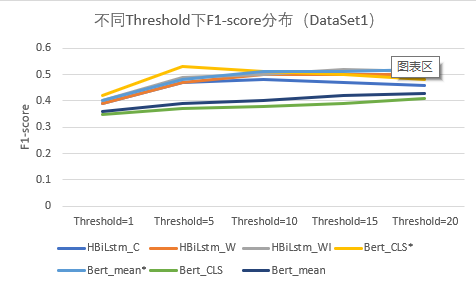 不同Threshold下F1-score分布（DataSet1）
0.6
0.5
0.4
0.3
0.2
0.1
0
F1-score
图表区
Threshold=1 Threshold=5 Threshold=10 Threshold=15 Threshold=20
HBiLstm_C HBiLstm_W HBiLstm_WI Bert_CLS*
Bert_mean* Bert_CLS Bert_mean